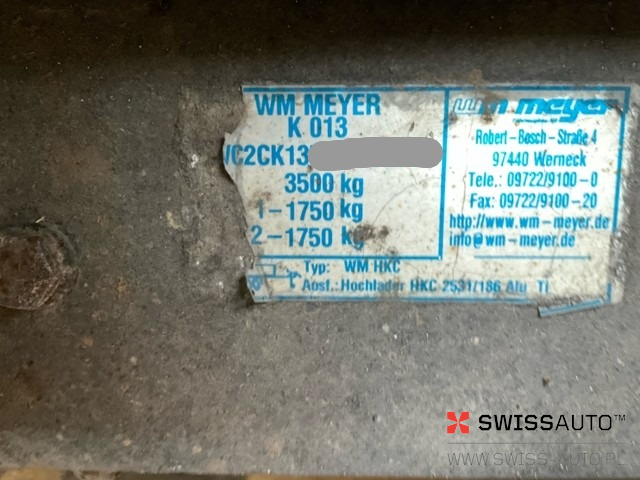 WM MEYER
K 013
C2CK13
3500 kg
1-1750 kg
2-1750 kg
Typ: WM HKC
Ausf.: Hochlader HKC 2531/186 Alu TI
wm meyer
Robert-Bosch-Straße 4
97440 Werneck
Tele.: 09722/9100-0
Fax: 09722/9100-20
http://www.wm-meyer.de
info@wm-meyer.de
SWISSAUTO™
WWW.SWISS-AUTO.PL